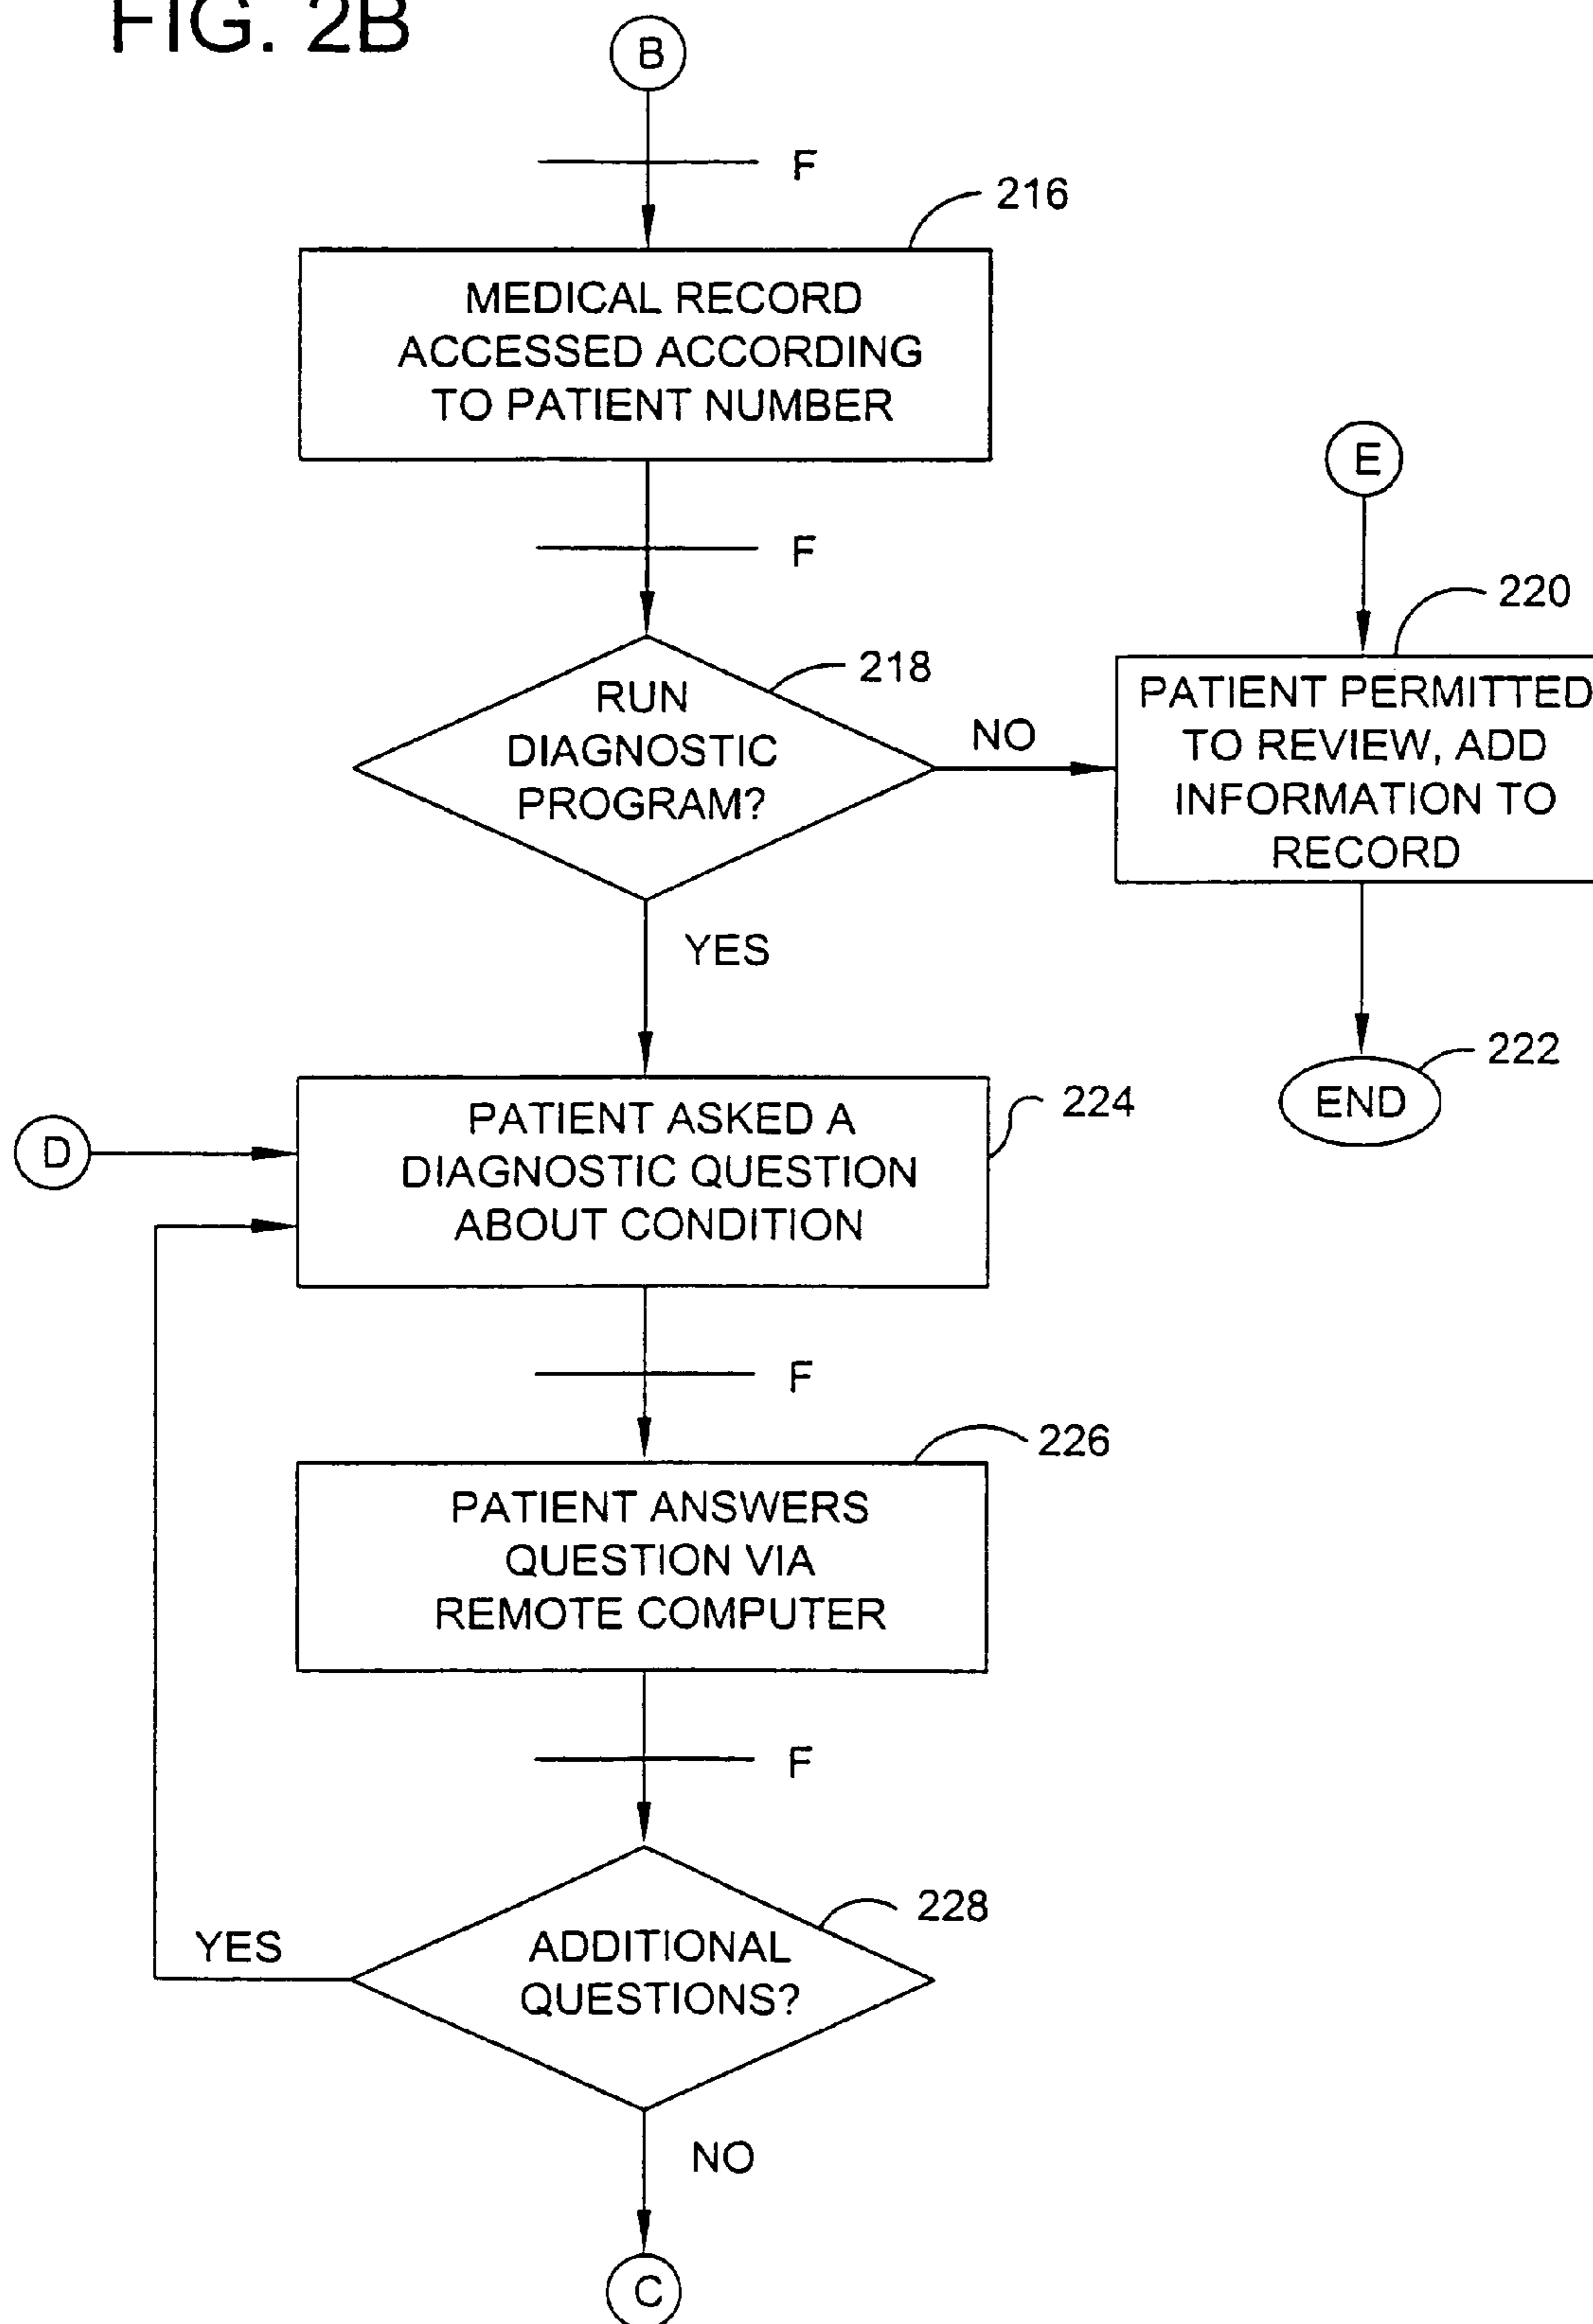 FIG. 2B
B
F
216
MEDICAL RECORD
ACCESSED ACCORDING
TO PATIENT NUMBER
F
E
220
218
RUN
DIAGNOSTIC
PROGRAM?
NO
PATIENT PERMITTED
TO REVIEW, ADD
INFORMATION TO
RECORD
YES
222
END
D
224
PATIENT ASKED A
DIAGNOSTIC QUESTION
ABOUT CONDITION
F
226
PATIENT ANSWERS
QUESTION VIA
REMOTE COMPUTER
F
228
YES
ADDITIONAL
QUESTIONS?
NO
C